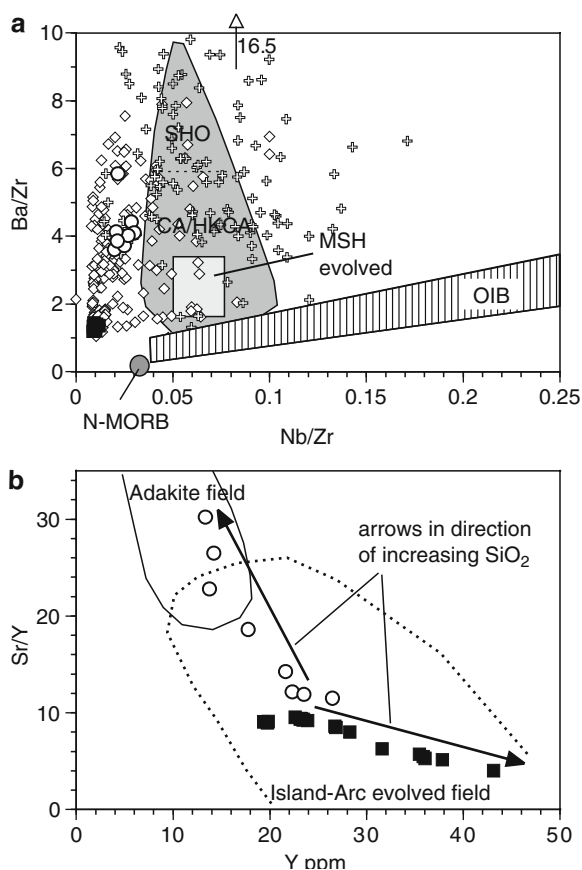 a
16.5
10
8
6
4
2
0
Ba/Zr
SHO
CA/HKCA
MSH
evolved
OIB
N-MORB
0
0.05
0.1
0.15
0.2
0.25
Nb/Zr
b
Adakite field
arrows in direction
of increasing SiO₂
30
20
10
0
Sr/Y
Island-Arc evolved field
0
10
20
30
40
50
Y ppm